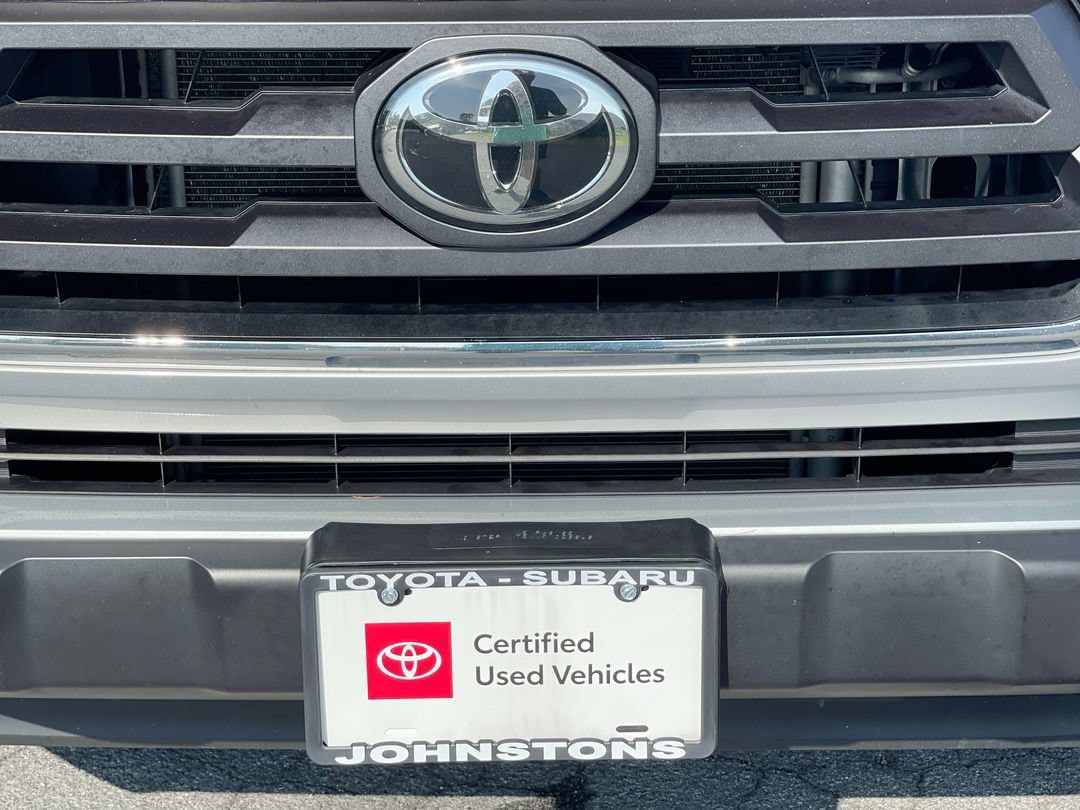 TOYOTA - SUBARU
Certified
Used Vehicles
JOHNSTONS